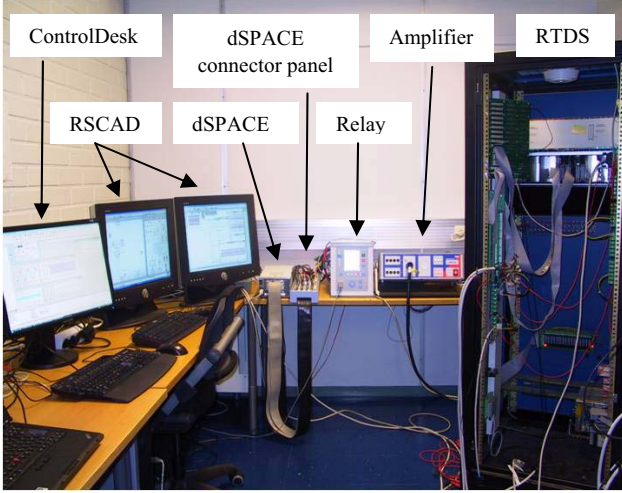 ControlDesk
dSPACE
connector panel
Amplifier
RTDS
RSCAD
dSPACE
Relay